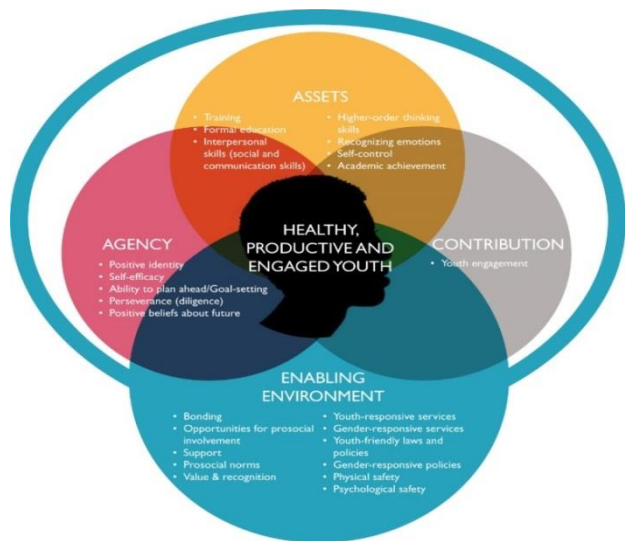 ASSETS
• Training
• Formal education
• Interpersonal
skills (social and
communication skills)
• Higher-order thinking
skills
• Recognizing emotions
• Self-control
• Academic achievement
AGENCY
• Positive identity
• Self-efficacy
• Ability to plan ahead/Goal-setting
• Perseverance (diligence)
• Positive beliefs about future
HEALTHY,
PRODUCTIVE AND
ENGAGED YOUTH
CONTRIBUTION
• Youth engagement
ENABLING
ENVIRONMENT
• Bonding
• Opportunities for prosocial
involvement
• Support
• Prosocial norms
• Value & recognition
• Youth-responsive services
• Gender-responsive services
• Youth-friendly laws and
policies
• Gender-responsive policies
• Physical safety
• Psychological safety